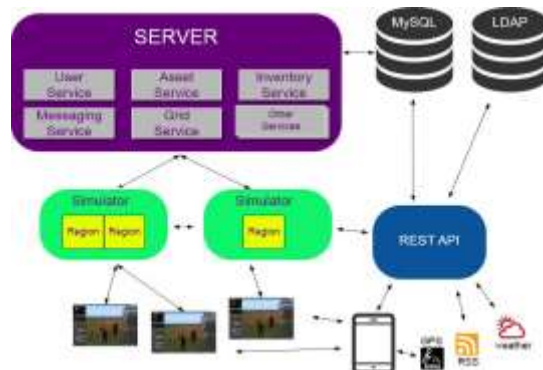 SERVER
User
Service
Asset
Service
Inventory
Service
Messaging
Service
Grid
Service
Other
Services
MySQL
LDAP
Simulator
Region
Region
Simulator
Region
REST API
GPS
RSS
weather